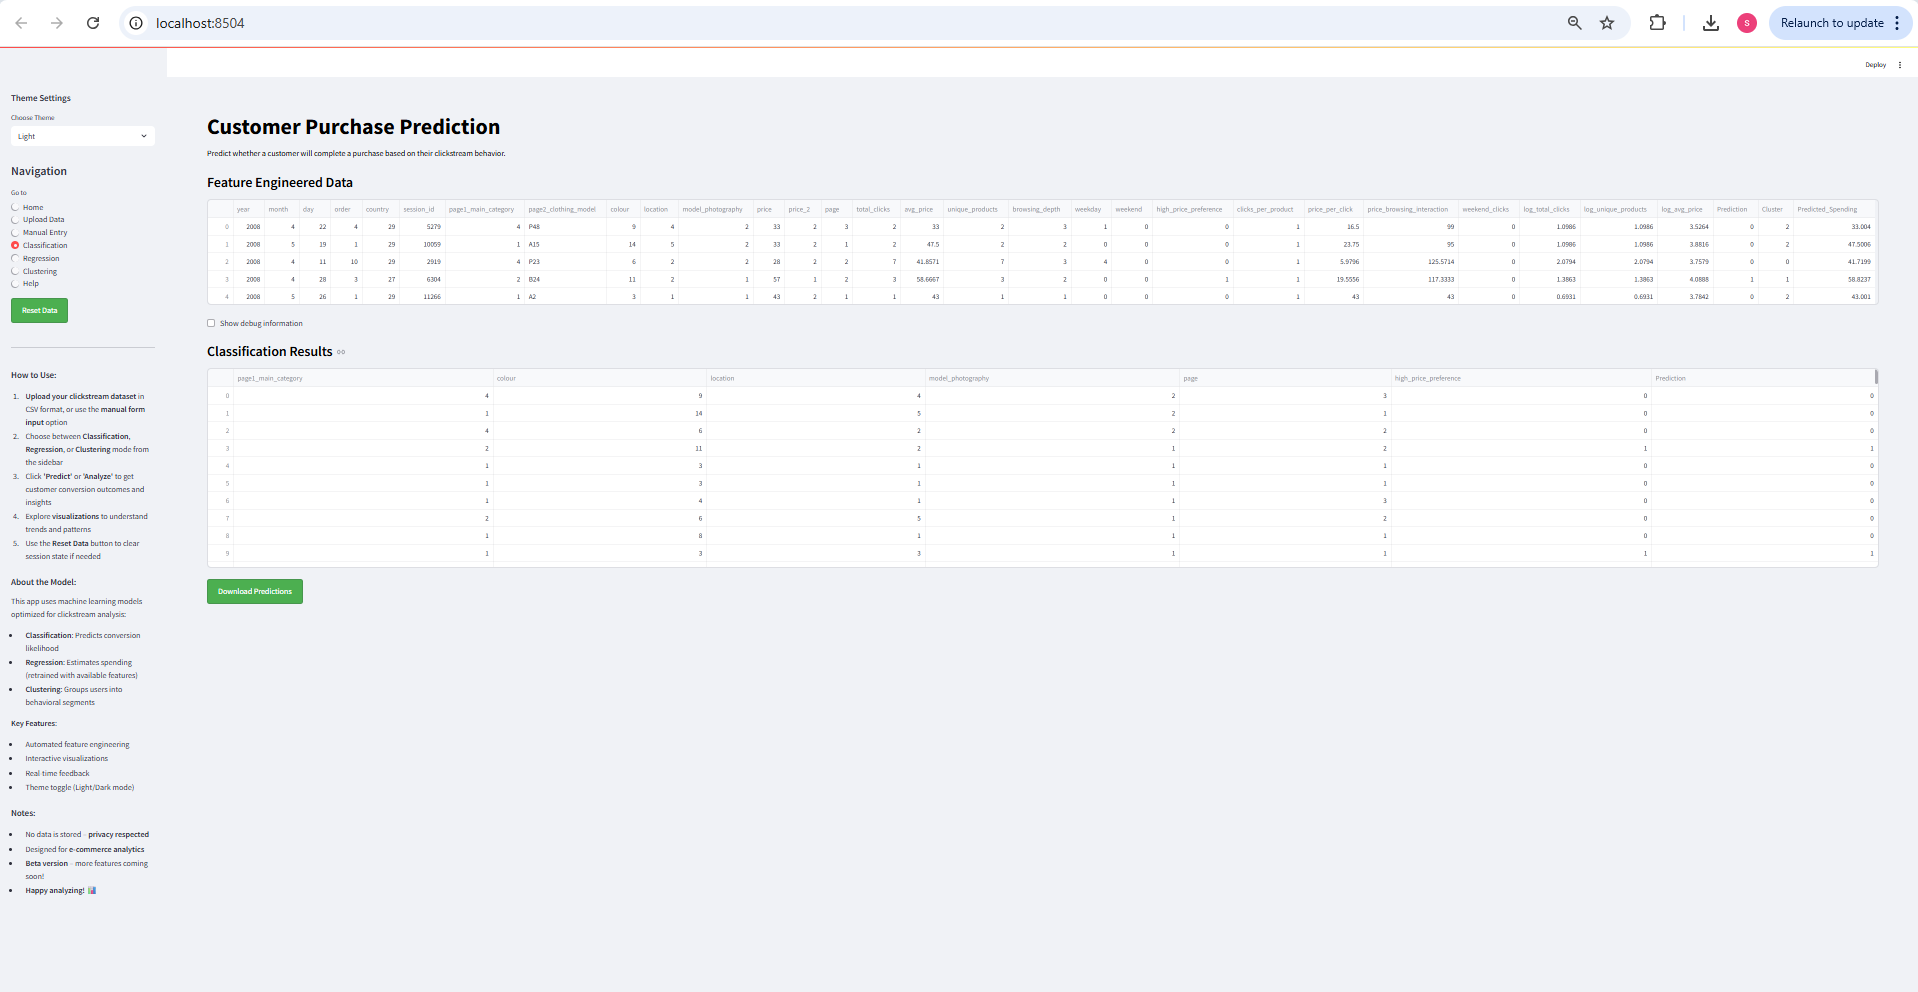 localhost:8504
S
Relaunch to update
Deploy
Theme Settings
Choose Theme
Light
Navigation
Go to
Home
Upload Data
Manual Entry
Classification
Regression
Clustering
Help
Reset Data
How to Use:
1. Upload your clickstream dataset in
CSV format, or use the manual form
input option
2. Choose between Classification,
Regression, or Clustering mode from
the sidebar
3. Click 'Predict' or 'Analyze' to get
customer conversion outcomes and
insights
4. Explore visualizations to understand
trends and patterns
5. Use the Reset Data button to clear
session state if needed
About the Model:
This app uses machine learning models
optimized for clickstream analysis:
• Classification: Predicts conversion
likelihood
• Regression: Estimates spending
(retrained with available features)
• Clustering: Groups users into
behavioral segments
Key Features:
• Automated feature engineering
• Interactive visualizations
• Real-time feedback
• Theme toggle (Light/Dark mode)
Notes:
• No data is stored – privacy respected
• Designed for e-commerce analytics
• Beta version – more features coming
soon!
• Happy analyzing! 📊
Customer Purchase Prediction
Predict whether a customer will complete a purchase based on their clickstream behavior.
Feature Engineered Data
year month day order country session_id page1_main_category page2_clothing_model colour location model_photography price price_2 page total_clicks avg_price unique_products browsing_depth weekday weekend high_price_preference clicks_per_product price_per_click price_browsing_interaction weekend_clicks log_total_clicks log_unique_products log_avg_price Prediction Cluster Predicted_Spending
0 2008 4 22 4 29 5279 4 P48 9 4 2 33 2 3 2 33 2 3 1 0 0 1 16.5 99 0 1.0986 1.0986 3.5264 0 2 33.004
1 2008 5 19 1 29 10059 1 A15 14 5 2 33 2 1 2 47.5 2 2 0 0 0 1 23.75 95 0 1.0986 1.0986 3.8816 0 2 47.5006
2 2008 4 11 10 29 2919 4 P23 6 2 2 28 2 2 7 41.8571 7 3 4 0 0 1 5.9796 125.5714 0 2.0794 2.0794 3.7579 0 0 41.7199
3 2008 4 28 3 27 6304 2 B24 11 2 1 57 1 2 3 58.6667 3 2 0 0 1 1 19.5556 117.3333 0 1.3863 1.3863 4.0888 1 1 58.8237
4 2008 5 26 1 29 11266 1 A2 3 1 1 43 2 1 1 43 1 1 0 0 0 1 43 43 0 0.6931 0.6931 3.7842 0 2 43.001
Show debug information
Classification Results
page1_main_category colour location model_photography page high_price_preference Prediction
0 4 9 4 2 3 0 0
1 1 14 5 2 1 0 0
2 4 6 2 2 2 0 0
3 2 11 2 1 2 1 1
4 1 3 1 1 1 0 0
5 1 3 1 1 1 0 0
6 1 4 1 1 3 0 0
7 2 6 5 1 2 0 0
8 1 8 1 1 1 0 0
9 1 3 3 1 1 1 1
Download Predictions